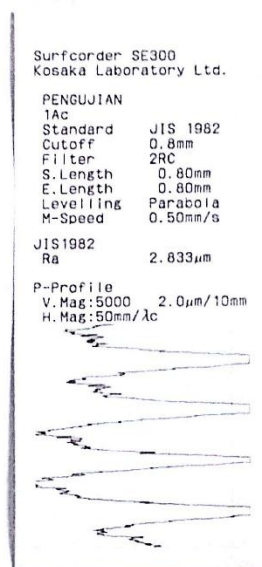 Surfcorder SE300
Kosaka Laboratory Ltd.
PENGUJIAN
1Ac
Standard JIS 1982
Cutoff 0.8mm
Filter 2RC
S.Length 0.80mm
E.Length 0.80mm
Levelling Parabola
M-Speed 0.50mm/s
JIS1982
Ra 2.833μm
P-Profile
V.Mag:5000 2.0μm/10mm
H.Mag:50mm/λc